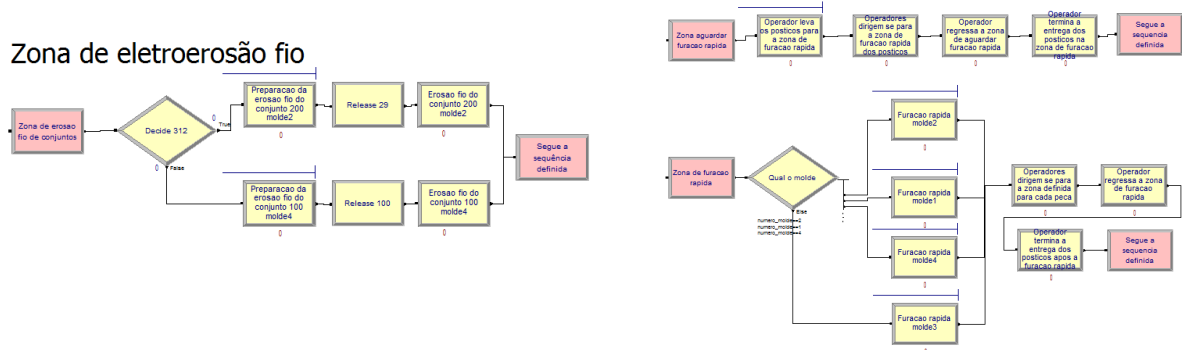 Zona de eletroerosão fio
Zona de erosao
fio de conjuntos
Decide 312
0
True
0
False
Preparacao da
erosao fio do
conjunto 200
molde2
0
Release 29
Erosao fio do
conjunto 200
molde2
0
Preparacao da
erosao fio do
conjunto 100
molde4
0
Release 100
Erosao fio do
conjunto 100
molde4
0
Segue a
sequência
definida
Zona aguardar
furacao rapida
Operador leva
os posticos para
a zona de
furacao rapida
0
Operadores
dirigem se para
a zona de
furacao rapida
dos posticos
0
Operador
regressa a zona
de aguardar
furacao rapida
0
Operador
termina a
entrega dos
posticos na
zona de furacao
rapida
0
Segue a
sequencia
definida
Zona de furacao
rapida
Qual o molde
Else
numero_molde==2
numero_molde==1
numero_molde==4
Furacao rapida
molde2
0
Furacao rapida
molde1
0
Furacao rapida
molde4
0
Furacao rapida
molde3
0
Operadores
dirigem se para
a zona definida
para cada peca
0
Operador
regressa a zona
de furacao
rapida
0
Operador
termina a
entrega dos
posticos apos a
furacao rapida
0
Segue a
sequencia
definida